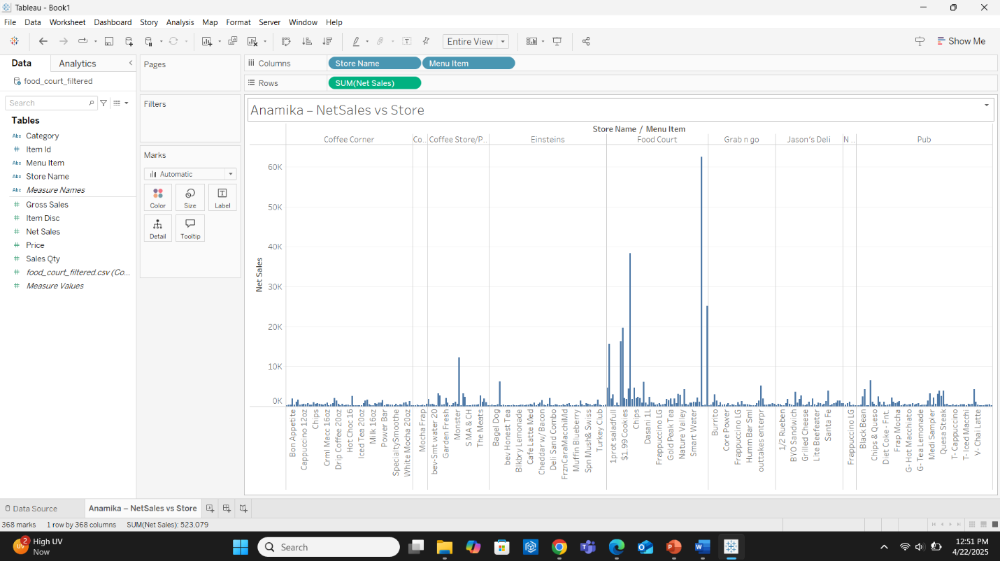 Tableau - Book1
File Data Worksheet Dashboard Story Analysis Map Format Server Window Help
Entire View
Show Me
Data
Analytics
food_court_filtered
Search
Tables
Abc Category
# Item Id
Abc Menu Item
Abc Store Name
Abc Measure Names
# Gross Sales
# Item Disc
# Net Sales
# Price
# Sales Qty
# food_court_filtered.csv (Co...
# Measure Values
Pages
Filters
Marks
Automatic
Color
Size
Label
Detail
Tooltip
Columns
Store Name
Menu Item
Rows
SUM(Net Sales)
Anamika – NetSales vs Store
Store Name / Menu Item
Coffee Corner
Co..
Coffee Store/P..
Einsteins
Food Court
Grab n go
Jason's Deli
N ..
Pub
Net Sales
60K
50K
40K
30K
20K
10K
0K
Bon Appetite
Cappuccino 12oz
Chips
Crml Macc 16oz
Drip Coffee 20oz
Hot Choc 16
Iced Tea 20oz
Milk 16oz
Power Bar
SpecialtySmoothe
White Mocha 20oz
Mocha Frap
bev-Smt water 20
Garden Fresh
Monster
S MA & CH
The Meats
Bagel Dog
bev Honest Tea
Blkbry Lemonade
Cafe Latte Med
Cheddar w/ Bacon
Deli Sand Combo
FrznCaraMacchiMd
Muffin Blueberry
Spn Mush& Swiss
Turkey Club
1prot saladfull
$1.99 Cookies
Chips
Dasani 1L
Frappuccino LG
Gold Peak Tea
Nature Valley
Smart Water
Burrito
Core Power
Frappuccino LG
Humm Bar Sml
outtakes enterpr
1/2 Rueben
BYO Sandwich
Grilled Cheese
Lite Beefeater
Santa Fe
Frappuccino LG
Black Bean
Chips & Queso
Diet Coke - Fnt.
Frap Mocha
G- Hot Macchiato
G- Tea Lemonade
Medi Sampler
Quesa Steak
T- Cappuccino
T- Iced Macchi
V- Chai Latte
Data Source
Anamika – NetSales vs Store
368 marks
1 row by 368 columns
SUM(Net Sales): 523.079
2
UV
High UV
Now
Search
12:51 PM
4/22/2025